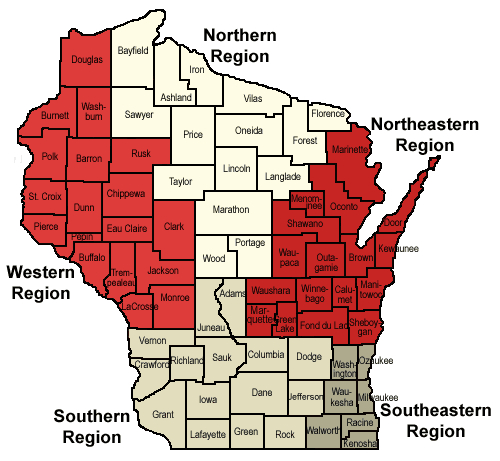 Northern
Region
Bayfield
Douglas
Iron
Ashland
Vilas
Florence
Northeastern
Region
Burnett
Wash-
burn
Sawyer
Price
Oneida
Forest
Marinette
Polk
Barron
Rusk
Lincoln
Langlade
Taylor
St. Croix
Dunn
Chippewa
Menom-
inee
Oconto
Marathon
Clark
Shawano
Door
Pierce
Pepin
Eau Claire
Buffalo
Portage
Wood
Wau-
paca
Outa-
gamie
Brown
Kewaunee
Western
Region
Trem-
pealeau
Jackson
Adams
Waushara
Winne-
bago
Calu-
met
Mani-
towoc
LaCrosse
Monroe
Juneau
Mar-
quette
Green
Lake
Fond du Lac
Sheboy-
gan
Vernon
Crawford
Richland
Sauk
Columbia
Dodge
Wash-
ington
Ozaukee
Southern
Region
Grant
Iowa
Dane
Jefferson
Wau-
kesha
Milwaukee
Southeastern
Region
Lafayette
Green
Rock
Walworth
Racine
Kenosha